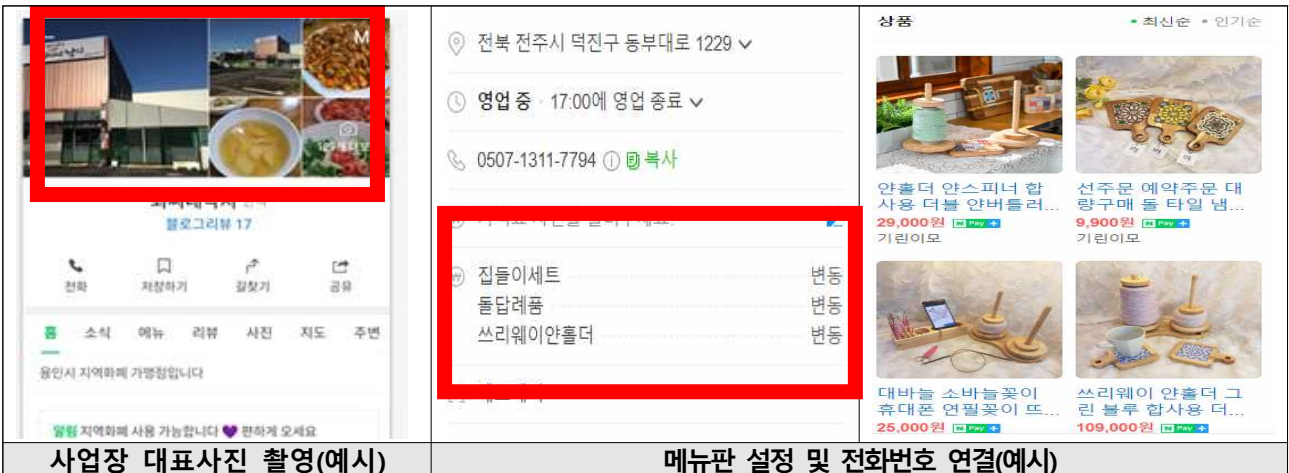 블로그리뷰 17
전화 저장하기 길찾기 공유
홈 소식 메뉴 리뷰 사진 지도 주변
용인시 지역화폐 가맹점입니다
알림 지역화폐 사용 가능합니다 💜 편하게 오세요
사업장 대표사진 촬영(예시)
전북 전주시 덕진구 동부대로 1229
영업 중 · 17:00에 영업 종료
0507-1311-7794 복사
집들이세트 변동
돌답례품 변동
쓰리웨이얀홀더 변동
상품 • 최신순 • 인기순
얀홀더 얀스피너 합
사용 더블 얀버틀러...
29,000원 N Pay +
기린이모
선주문 예약주문 대
량구매 돌 타일 냄...
9,900원 N Pay +
기린이모
대바늘 소바늘꽂이
휴대폰 연필꽂이 뜨...
25,000원 N Pay +
쓰리웨이 얀홀더 그
린 블루 합사용 더...
109,000원 N Pay +
메뉴판 설정 및 전화번호 연결(예시)